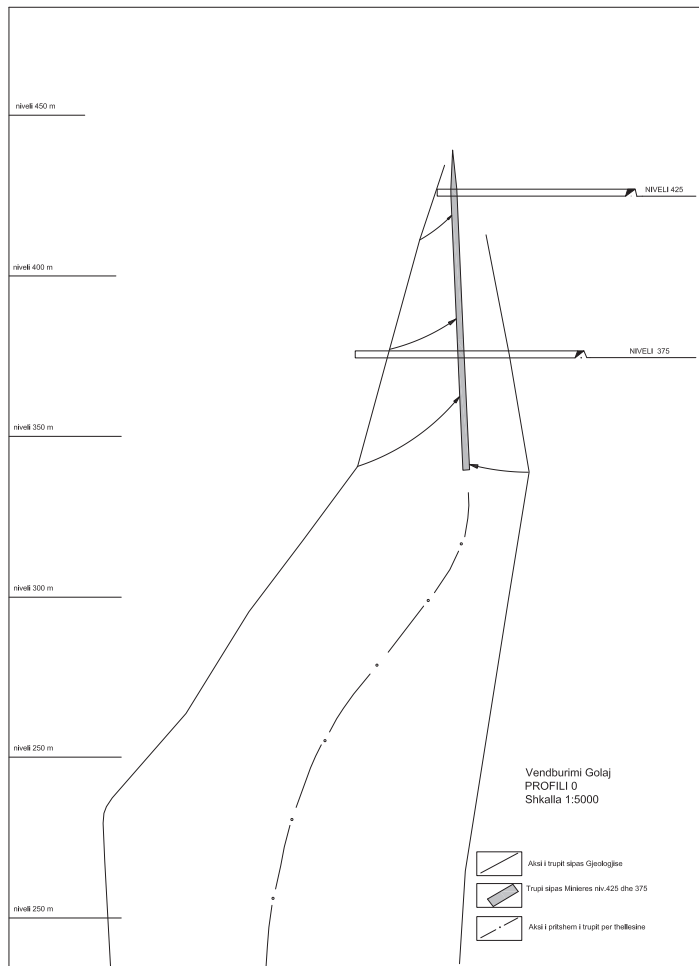 niveli 450 m
NIVELI 425
niveli 400 m
NIVELI 375
niveli 350 m
niveli 300 m
niveli 250 m
Vendburimi Golaj
PROFILI 0
Shkalla 1:5000
Aksi i trupit sipas Gjeologjise
Trupi sipas Minieres niv.425 dhe 375
niveli 250 m
Aksi i pritshem i trupit per thellesine